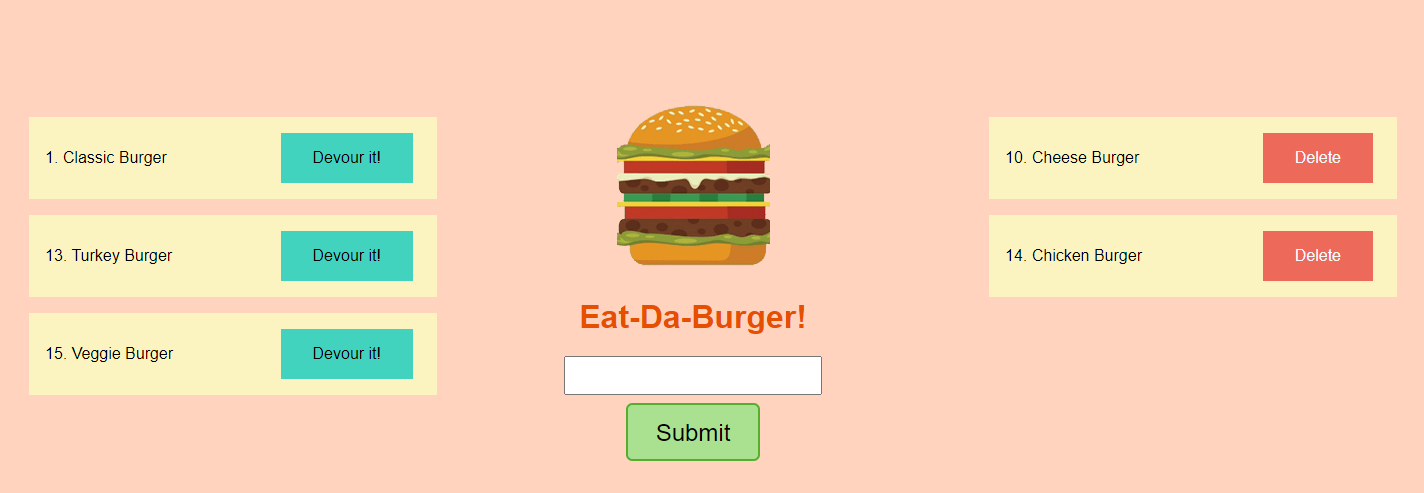 1. Classic Burger
Devour it!
13. Turkey Burger
Devour it!
15. Veggie Burger
Devour it!
Eat-Da-Burger!
Submit
10. Cheese Burger
Delete
14. Chicken Burger
Delete